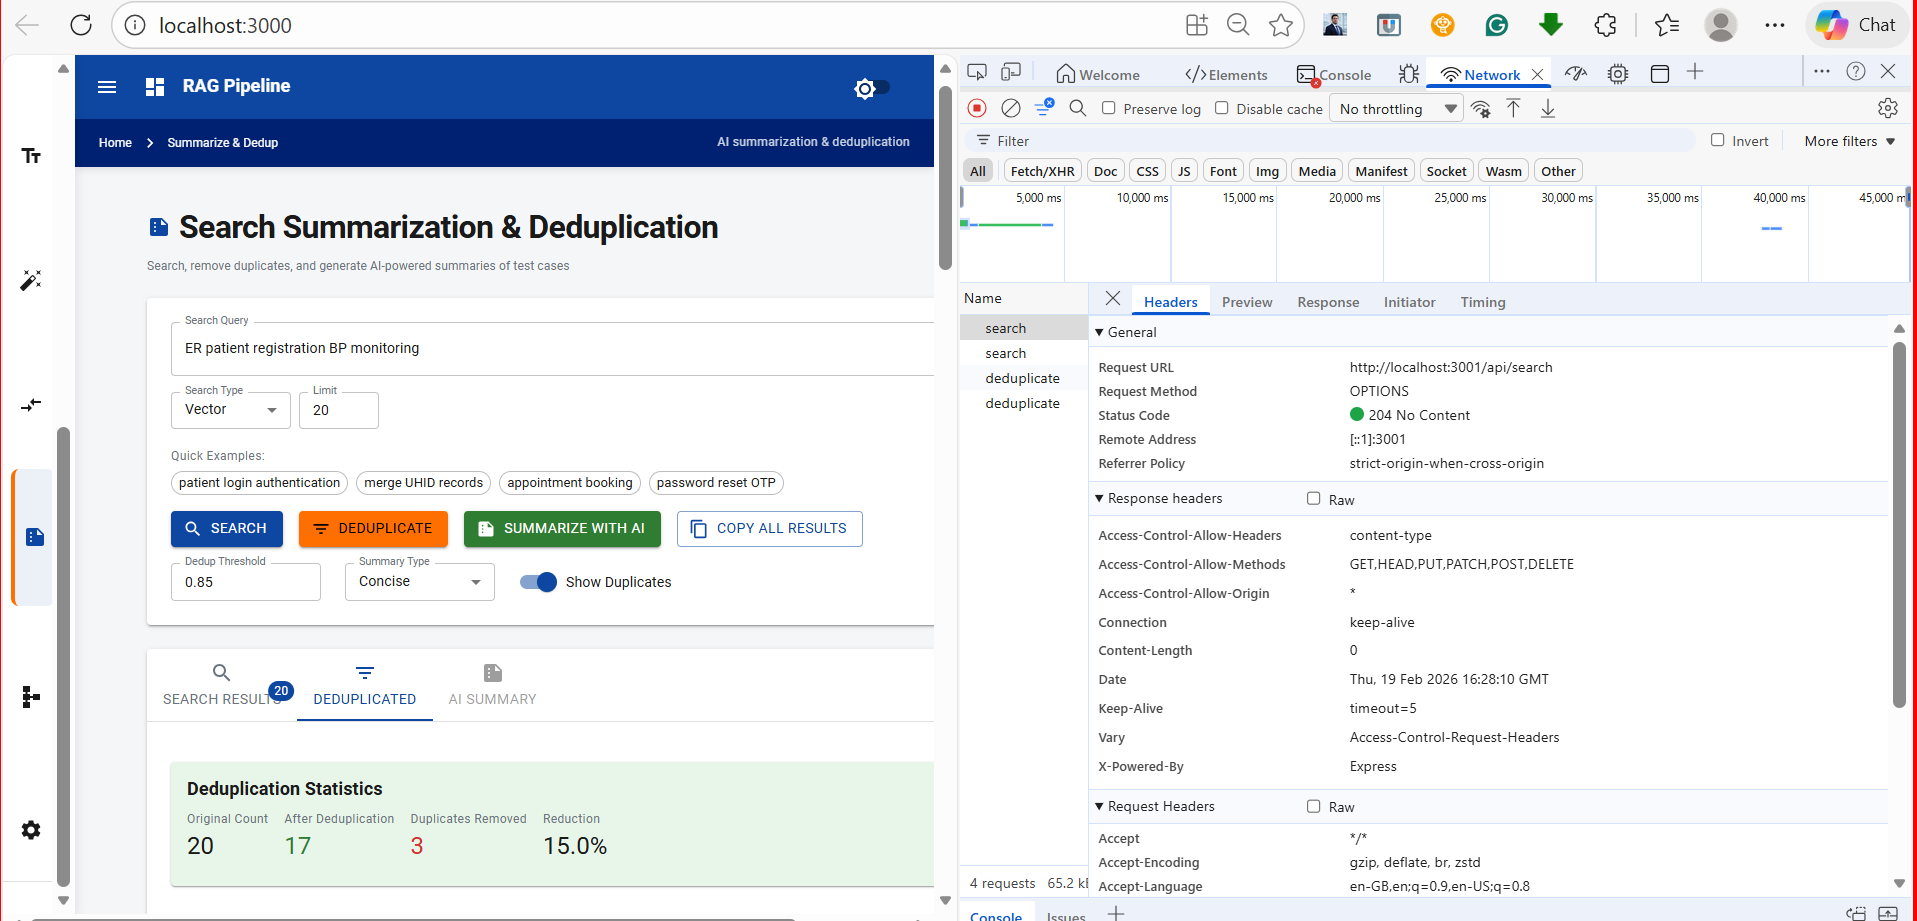 localhost:3000
Chat
RAG Pipeline
Home
Summarize & Dedup
AI summarization & deduplication
Search Summarization & Deduplication
Search, remove duplicates, and generate AI-powered summaries of test cases
Search Query
ER patient registration BP monitoring
Search Type
Vector
Limit
20
Quick Examples:
patient login authentication
merge UHID records
appointment booking
password reset OTP
SEARCH
DEDUPLICATE
SUMMARIZE WITH AI
COPY ALL RESULTS
Dedup Threshold
0.85
Summary Type
Concise
Show Duplicates
SEARCH RESULTS
20
DEDUPLICATED
AI SUMMARY
Deduplication Statistics
Original Count
20
After Deduplication
17
Duplicates Removed
3
Reduction
15.0%
Welcome
Elements
Console
Network
Preserve log
Disable cache
No throttling
Filter
Invert
More filters
All
Fetch/XHR
Doc
CSS
JS
Font
Img
Media
Manifest
Socket
Wasm
Other
5,000 ms
10,000 ms
15,000 ms
20,000 ms
25,000 ms
30,000 ms
35,000 ms
40,000 ms
45,000 m
Name
search
search
deduplicate
deduplicate
4 requests
65.2 k
Headers
Preview
Response
Initiator
Timing
General
Request URL http://localhost:3001/api/search
Request Method OPTIONS
Status Code 204 No Content
Remote Address [::1]:3001
Referrer Policy strict-origin-when-cross-origin
Response headers
Raw
Access-Control-Allow-Headers content-type
Access-Control-Allow-Methods GET,HEAD,PUT,PATCH,POST,DELETE
Access-Control-Allow-Origin *
Connection keep-alive
Content-Length 0
Date Thu, 19 Feb 2026 16:28:10 GMT
Keep-Alive timeout=5
Vary Access-Control-Request-Headers
X-Powered-By Express
Request Headers
Raw
Accept */*
Accept-Encoding gzip, deflate, br, zstd
Accept-Language en-GB,en;q=0.9,en-US;q=0.8
Console
Issues